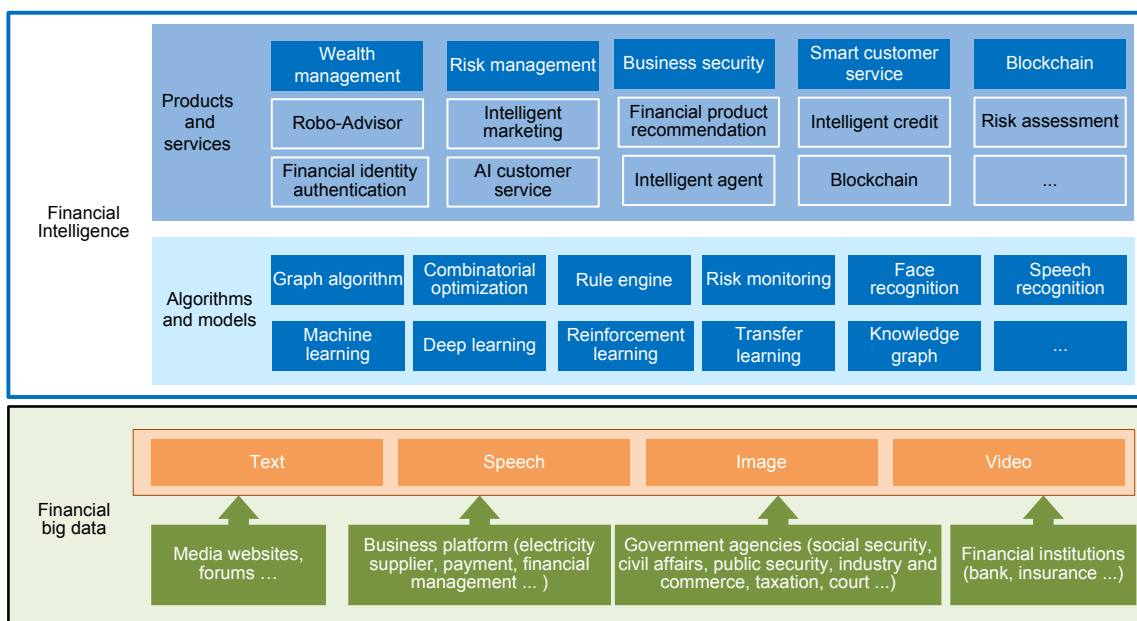 Financial
Intelligence
Products
and
services
Wealth
management
Risk management
Business security
Smart customer
service
Blockchain
Robo-Advisor
Intelligent
marketing
Financial product
recommendation
Intelligent credit
Risk assessment
Financial identity
authentication
AI customer
service
Intelligent agent
Blockchain
...
Algorithms
and models
Graph algorithm
Combinatorial
optimization
Rule engine
Risk monitoring
Face
recognition
Speech
recognition
Machine
learning
Deep learning
Reinforcement
learning
Transfer
learning
Knowledge
graph
...
Financial
big data
Text
Speech
Image
Video
Media websites,
forums ...
Business platform (electricity
supplier, payment, financial
management ... )
Government agencies (social security,
civil affairs, public security, industry and
commerce, taxation, court ...)
Financial institutions
(bank, insurance ...)